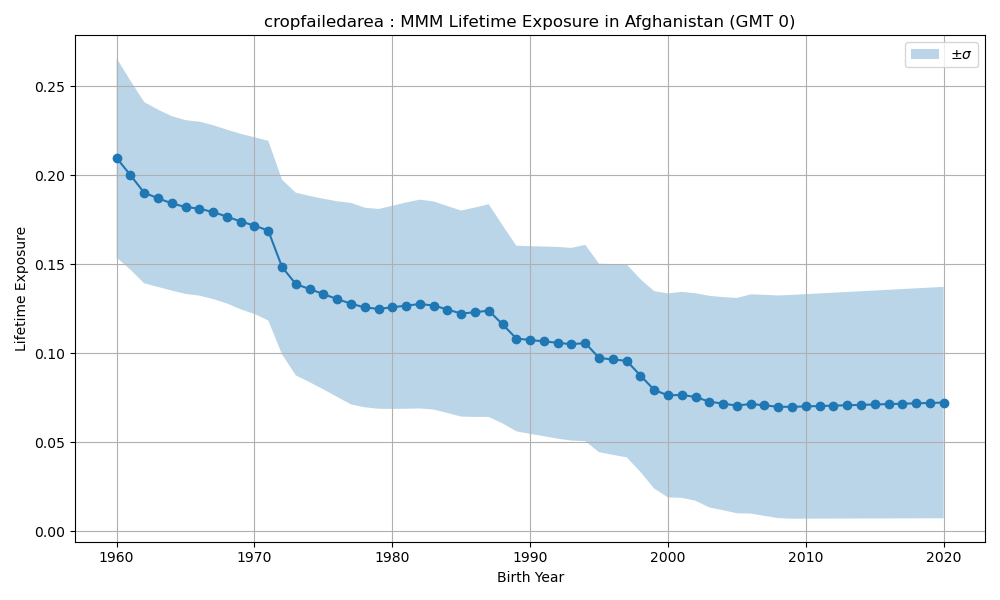 cropfailedarea : MMM Lifetime Exposure in Afghanistan (GMT 0)
±σ
Lifetime Exposure
0.25
0.20
0.15
0.10
0.05
0.00
1960 1970 1980 1990 2000 2010 2020
Birth Year